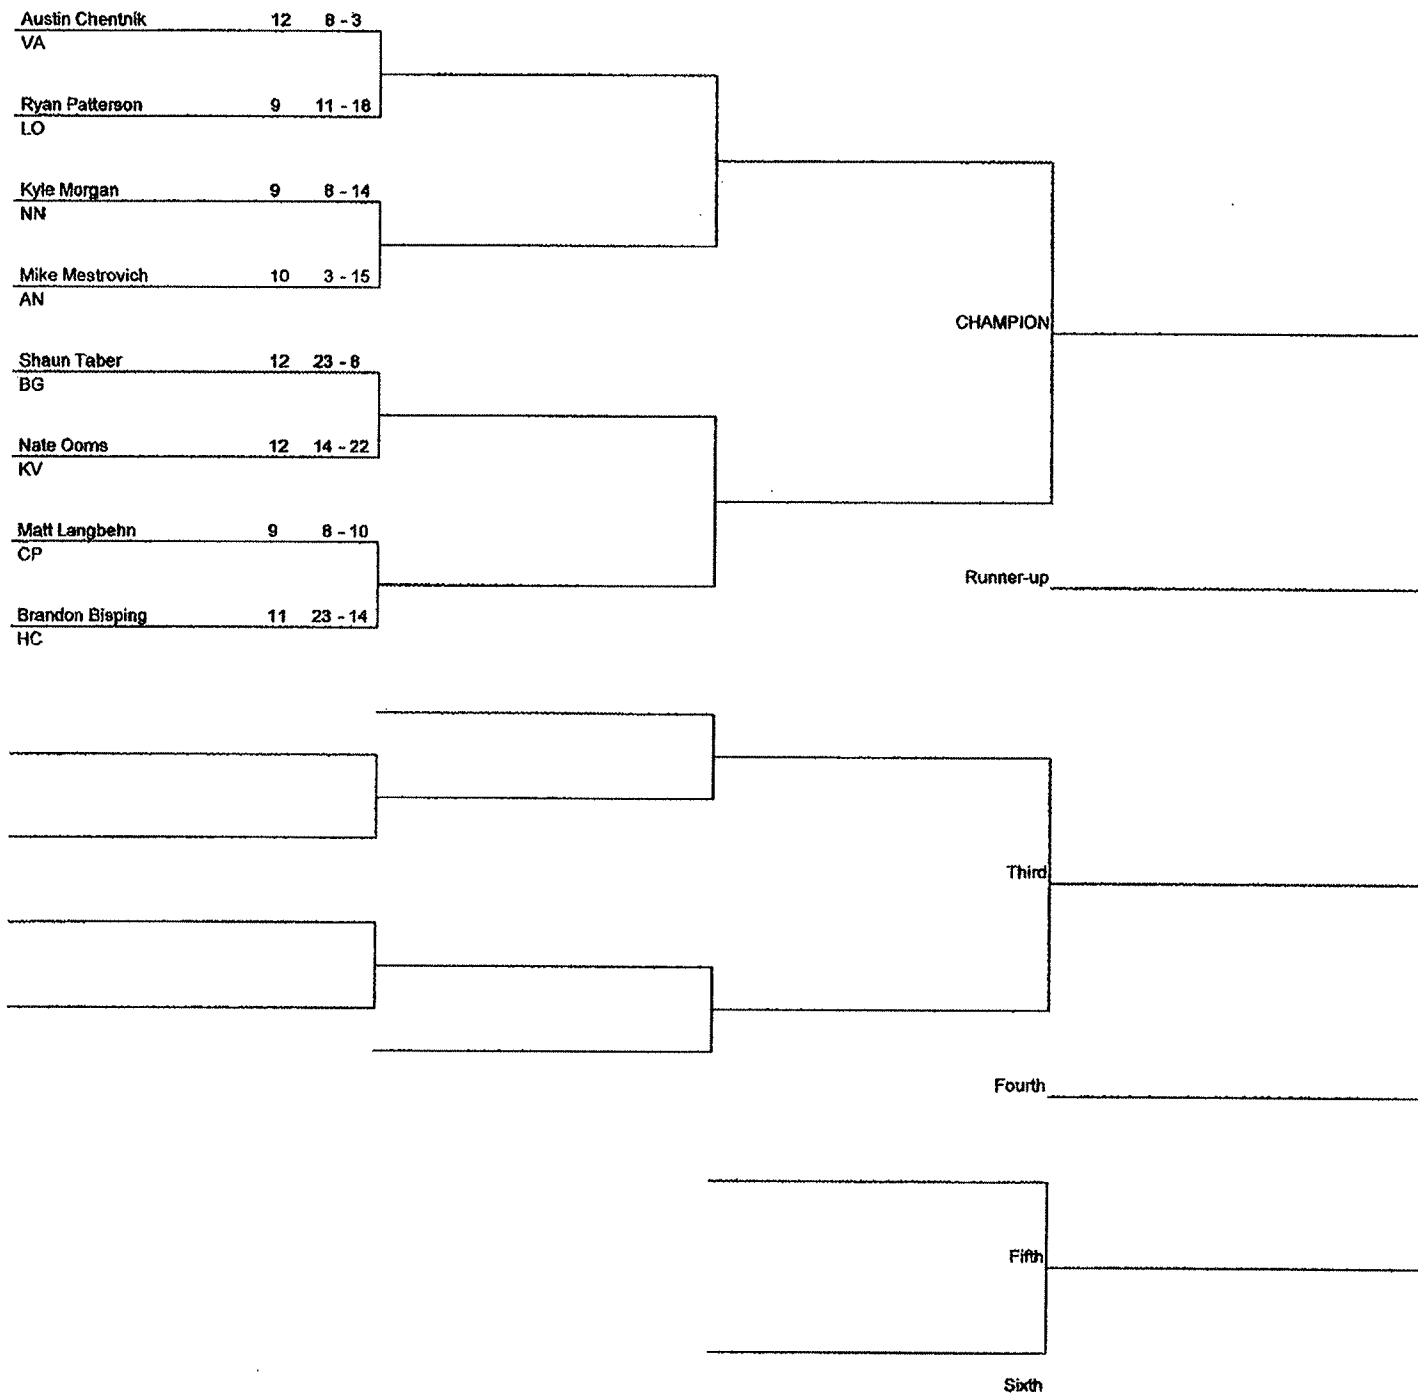 Austin Chentnik 12 8 - 3
VA
Ryan Patterson 9 11 - 18
LO
Kyle Morgan 9 8 - 14
NN
Mike Mestrovich 10 3 - 15
AN
CHAMPION
Shaun Taber 12 23 - 8
BG
Nate Ooms 12 14 - 22
KV
Matt Langbehn 9 8 - 10
CP
Runner-up
Brandon Bisping 11 23 - 14
HC
Third
Fourth
Fifth
Sixth